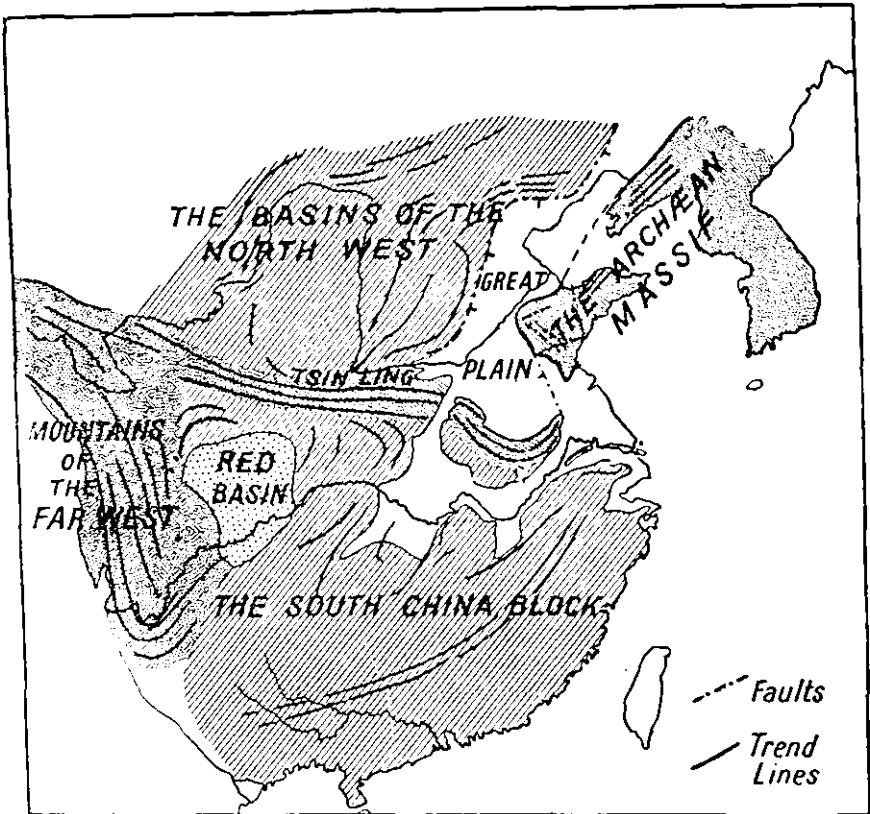 THE BASINS OF THE
NORTH WEST
THE ARCHÆAN
MASSIF
GREAT
PLAIN
TSIN LING
MOUNTAINS
OF
THE
FAR WEST
RED
BASIN
THE SOUTH CHINA BLOCK
Faults
Trend
Lines